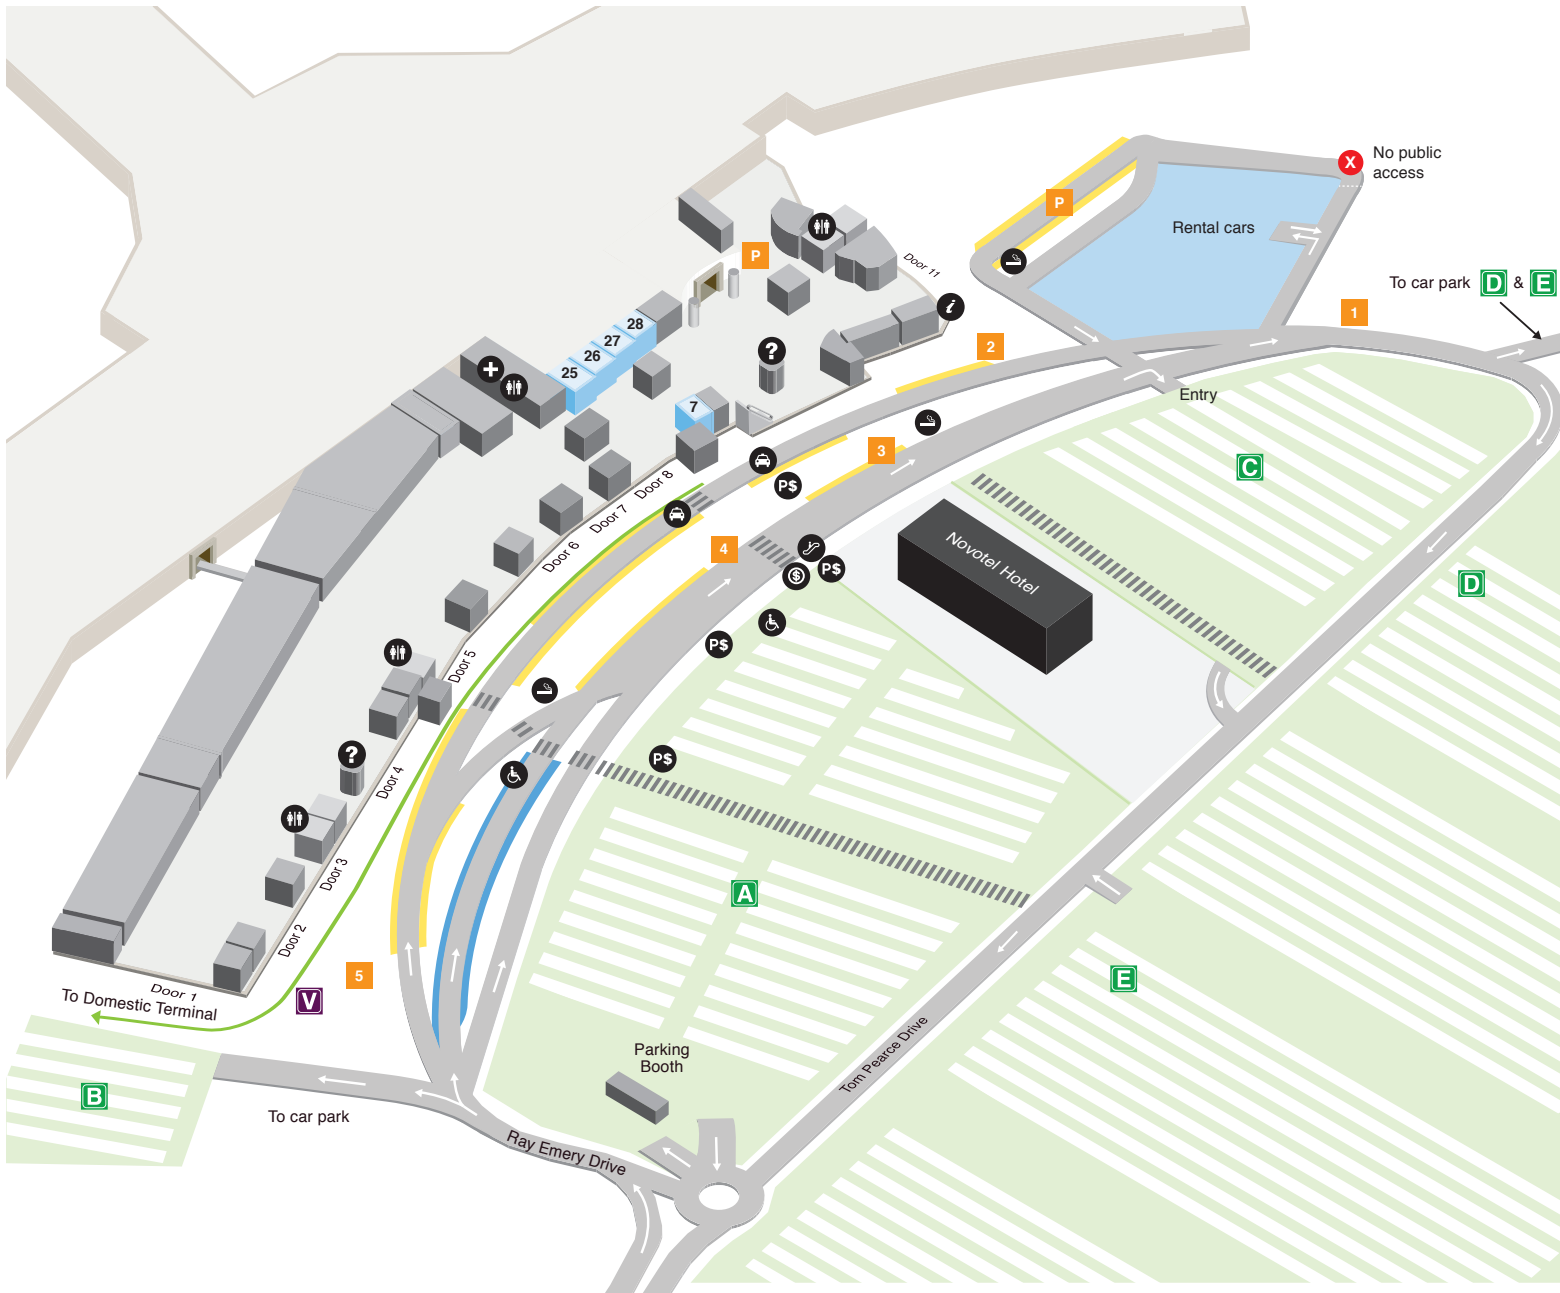 No public
access
X
P
Rental cars
Door 11
P
To car park D & E
1
i
28
27
26
25
2
?
+
7
Entry
3
C
P$
Door 8
Door 7
Door 6
4
Novotel Hotel
$
P$
D
P$
Door 5
?
P$
Door 4
Door 3
A
Door 2
5
E
Door 1
To Domestic Terminal
V
Tom Pearce Drive
Parking
Booth
B
To car park
Ray Emery Drive